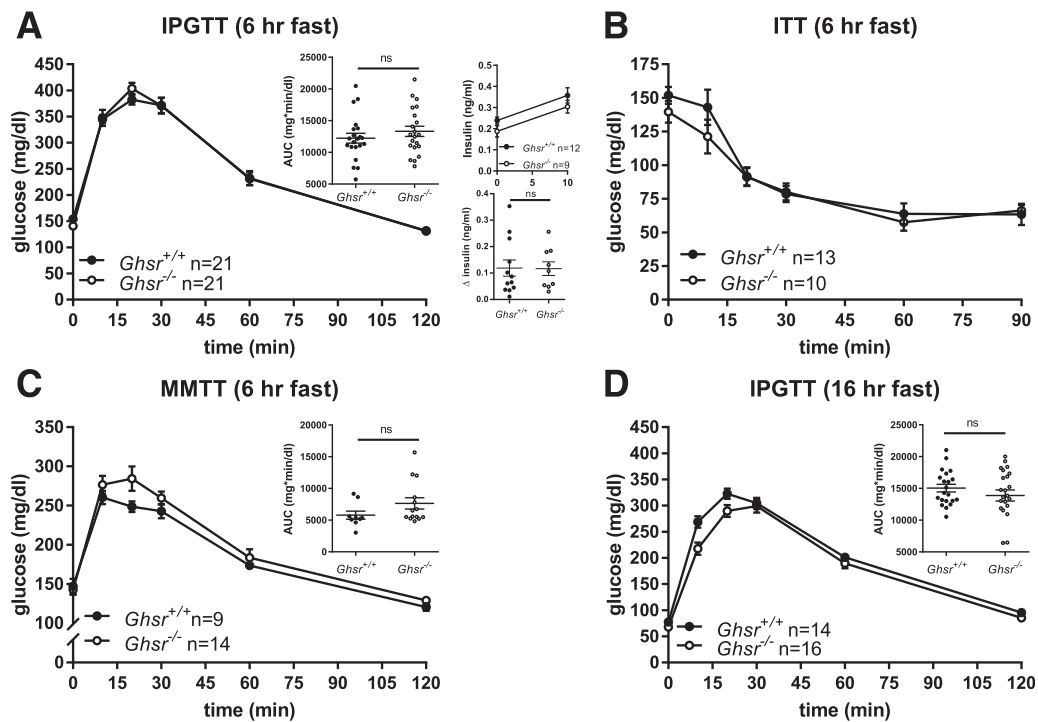 A
IPGTT (6 hr fast)
glucose (mg/dl)
450
400
350
300
250
200
150
100
50
0
Ghsr+/+ n=21
Ghsr-/- n=21
0 15 30 45 60 75 90 105 120
time (min)
AUC (mg*min/dl)
25000
20000
15000
10000
5000
ns
Ghsr+/+ Ghsr-/-
Insulin (ng/ml)
0.5
0.4
0.3
0.2
0.1
0.0
Ghsr+/+ n=12
Ghsr-/- n=9
0 5 10
Δ insulin (ng/ml)
0.4
0.3
0.2
0.1
0.0
ns
Ghsr+/+ Ghsr-/-
B
ITT (6 hr fast)
glucose (mg/dl)
175
150
125
100
75
50
25
0
Ghsr+/+ n=13
Ghsr-/- n=10
0 15 30 45 60 75 90
time (min)
C
MMTT (6 hr fast)
glucose (mg/dl)
350
300
250
200
150
100
0
Ghsr+/+ n=9
Ghsr-/- n=14
0 15 30 45 60 75 90 105 120
time (min)
AUC (mg*min/dl)
20000
15000
10000
5000
0
ns
Ghsr+/+ Ghsr-/-
D
IPGTT (16 hr fast)
glucose (mg/dl)
450
400
350
300
250
200
150
100
50
0
Ghsr+/+ n=14
Ghsr-/- n=16
0 15 30 45 60 75 90 105 120
time (min)
AUC (mg*min/dl)
25000
20000
15000
10000
5000
ns
Ghsr+/+ Ghsr-/-